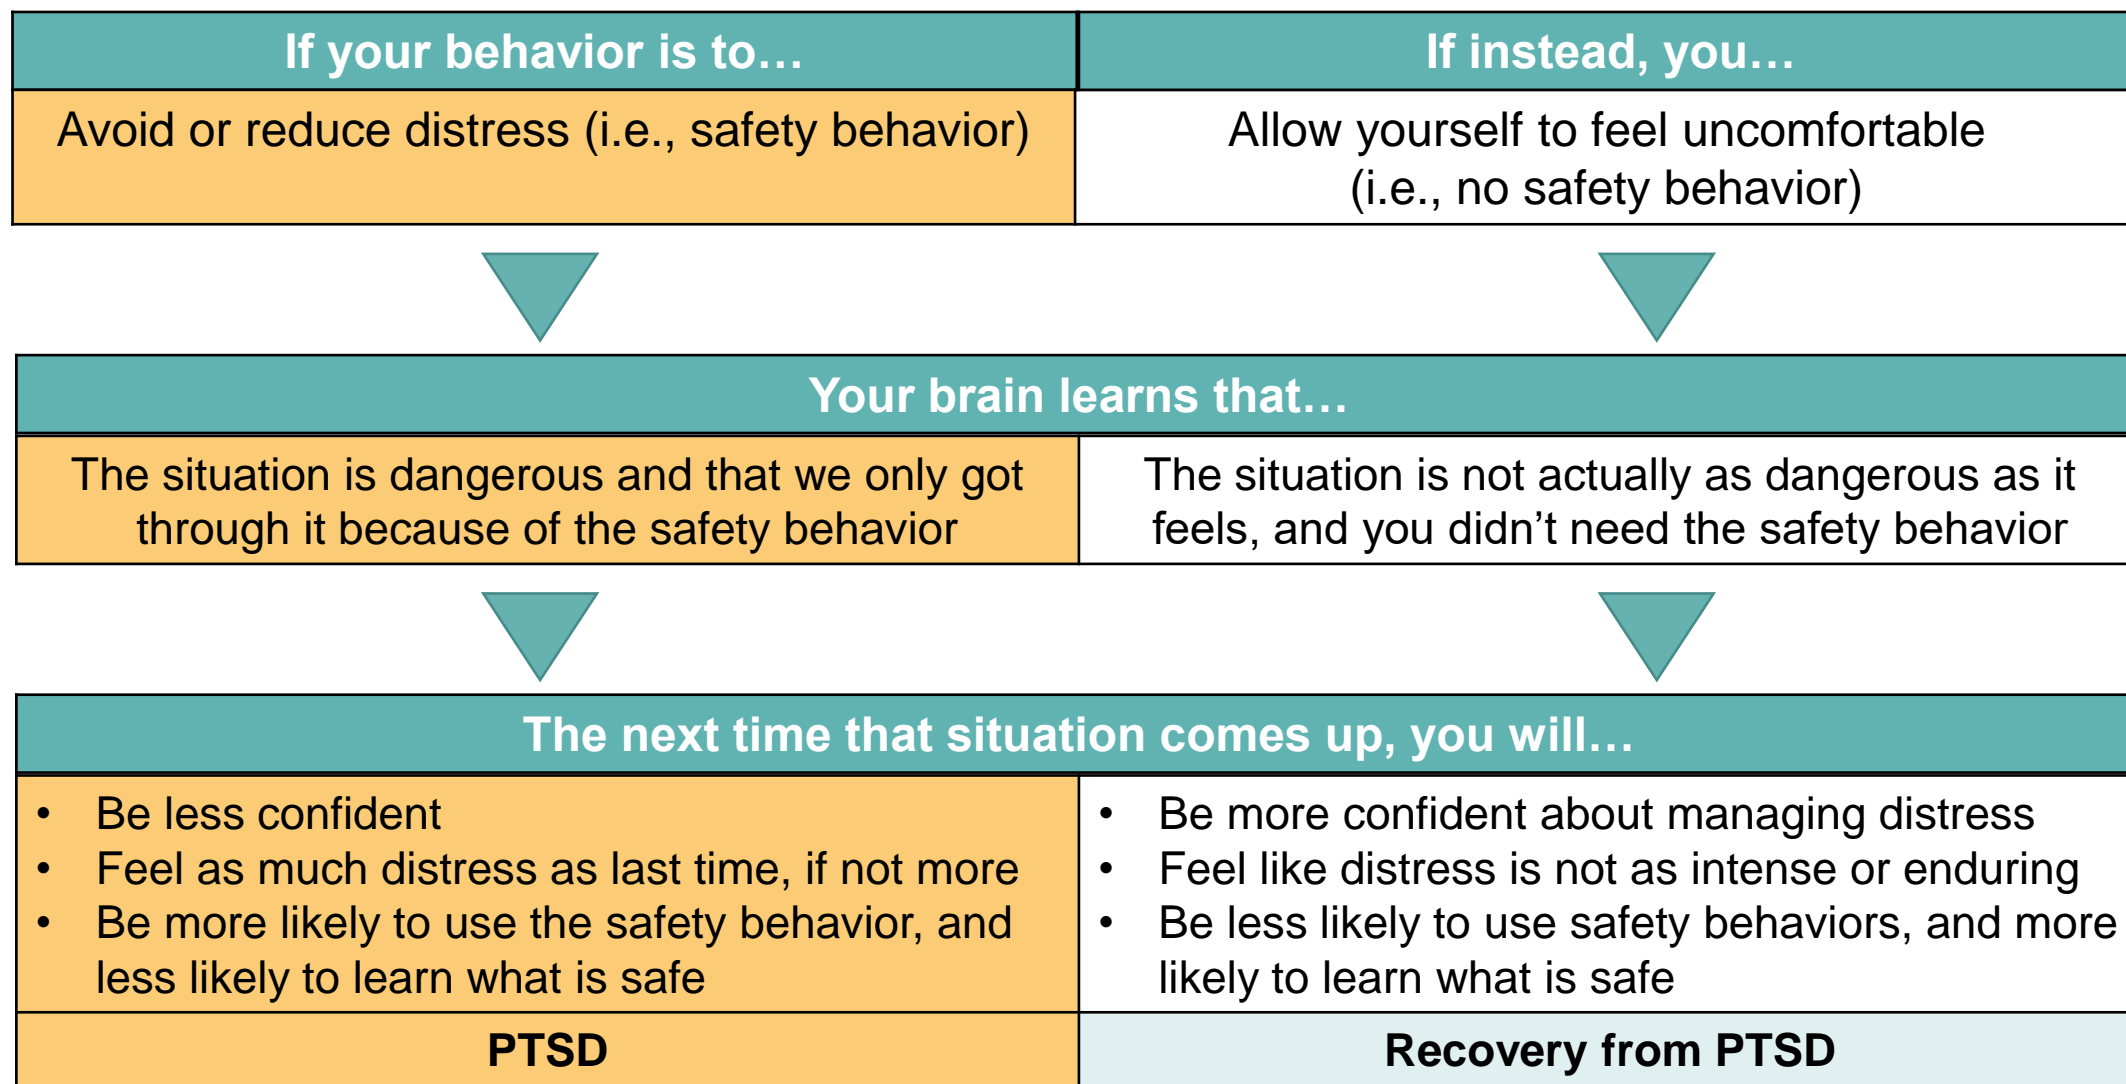 If your behavior is to…
If instead, you…
Avoid or reduce distress (i.e., safety behavior)
Allow yourself to feel uncomfortable
(i.e., no safety behavior)
Your brain learns that…
The situation is dangerous and that we only got
through it because of the safety behavior
The situation is not actually as dangerous as it
feels, and you didn’t need the safety behavior
The next time that situation comes up, you will…
• Be less confident
• Feel as much distress as last time, if not more
• Be more likely to use the safety behavior, and
less likely to learn what is safe
• Be more confident about managing distress
• Feel like distress is not as intense or enduring
• Be less likely to use safety behaviors, and more
likely to learn what is safe
PTSD
Recovery from PTSD